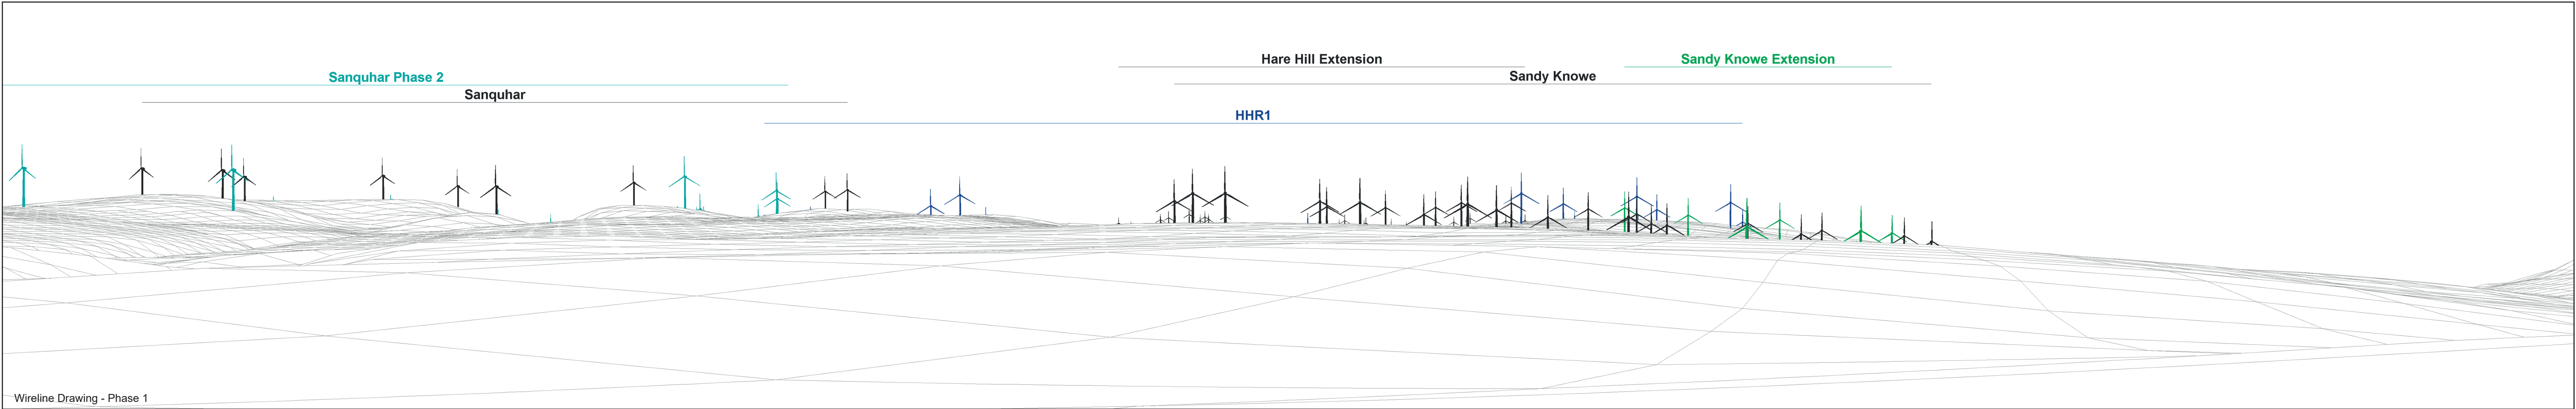 Hare Hill Extension
Sandy Knowe Extension
Sanquhar Phase 2
Sandy Knowe
Sanquhar
HHR1
Wireline Drawing - Phase 1